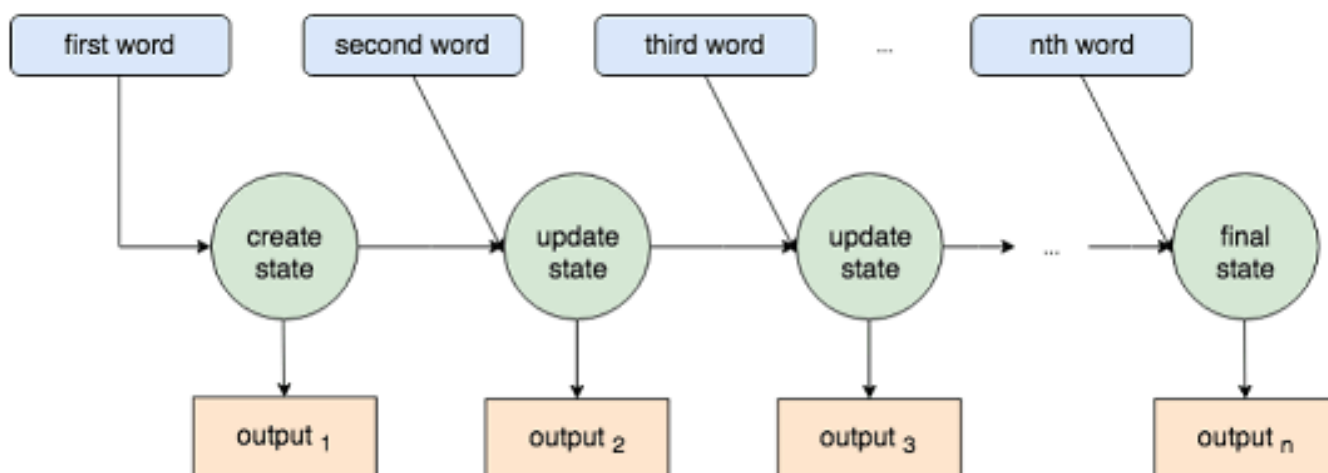 first word
second word
third word
...
nth word
create
state
update
state
update
state
...
final
state
output 1
output 2
output 3
output n